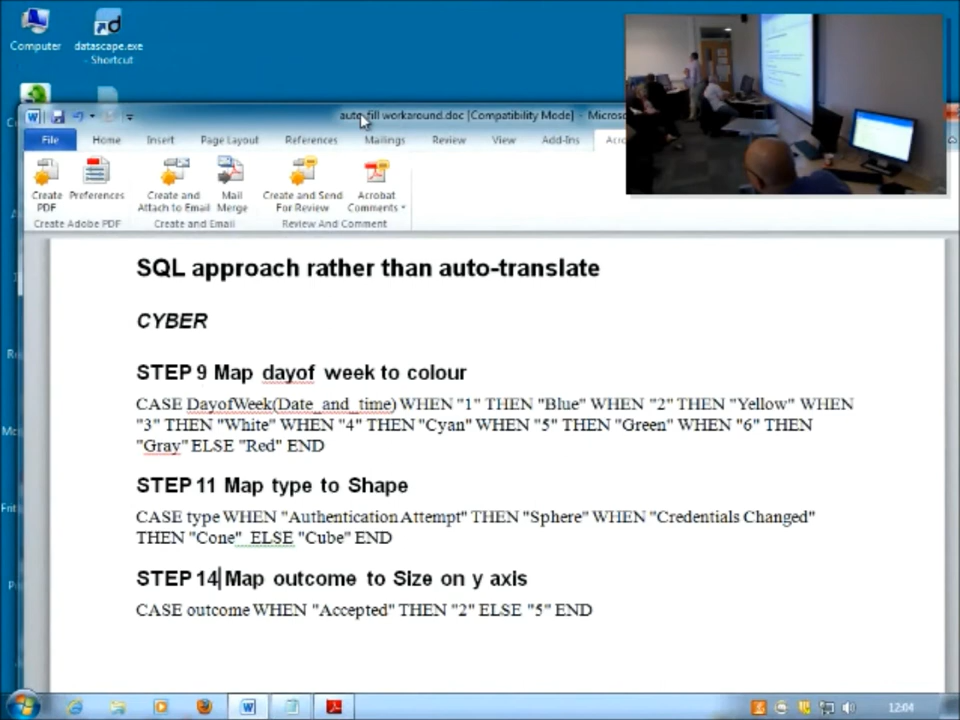 Computer
datascape.exe
- Shortcut
auto-fill workaround.doc [Compatibility Mode] - Micros
File Home Insert Page Layout References Mailings Review View Add-Ins
Create
PDF
Preferences
Create and
Attach to Email
Mail
Merge
Create and Send
For Review
Acrobat
Comments
Create Adobe PDF
Create and Email
Review And Comment
SQL approach rather than auto-translate
CYBER
STEP 9 Map dayof week to colour
CASE DayofWeek(Date_and_time) WHEN "1" THEN "Blue" WHEN "2" THEN "Yellow" WHEN
"3" THEN "White" WHEN "4" THEN "Cyan" WHEN "5" THEN "Green" WHEN "6" THEN
"Gray" ELSE "Red" END
STEP 11 Map type to Shape
CASE type WHEN "Authentication Attempt" THEN "Sphere" WHEN "Credentials Changed"
THEN "Cone" ELSE "Cube" END
STEP 14 Map outcome to Size on y axis
CASE outcome WHEN "Accepted" THEN "2" ELSE "5" END
12:04